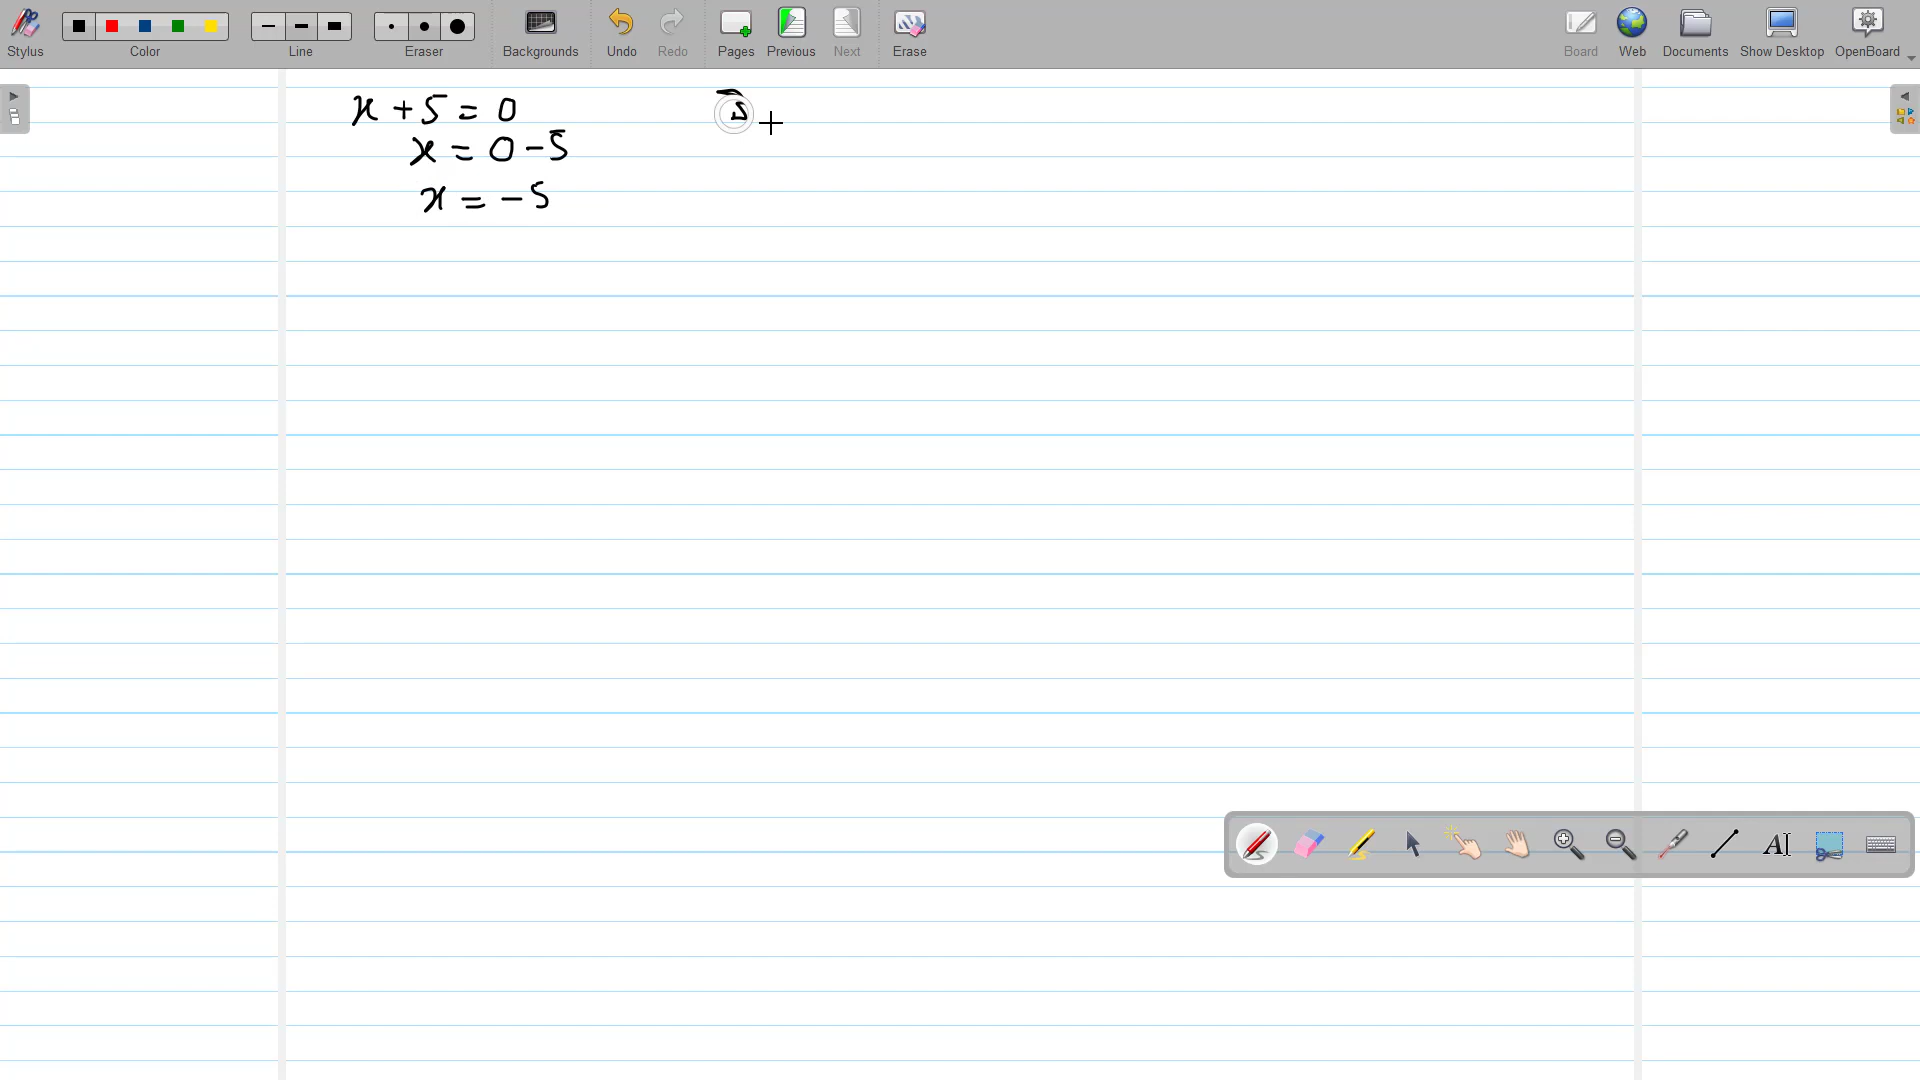 Stylus Color Line Eraser Backgrounds Undo Redo Pages Previous Next Erase Board Web Documents Show Desktop OpenBoard
x + 5 = 0
x = 0 - 5
x = - 5